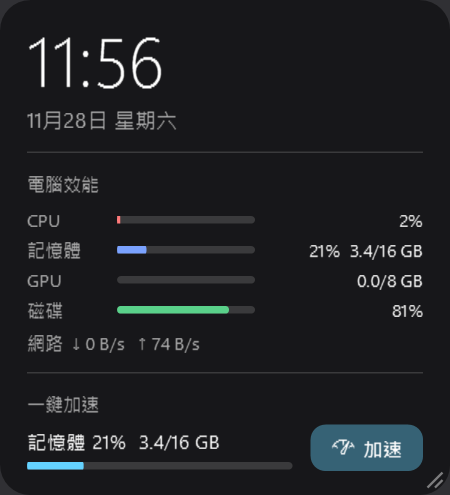 11:56
11月28日 星期六
電腦效能
CPU 2%
記憶體 21% 3.4/16 GB
GPU 0.0/8 GB
磁碟 81%
網路 ↓0 B/s ↑74 B/s
一鍵加速
記憶體 21% 3.4/16 GB
加速